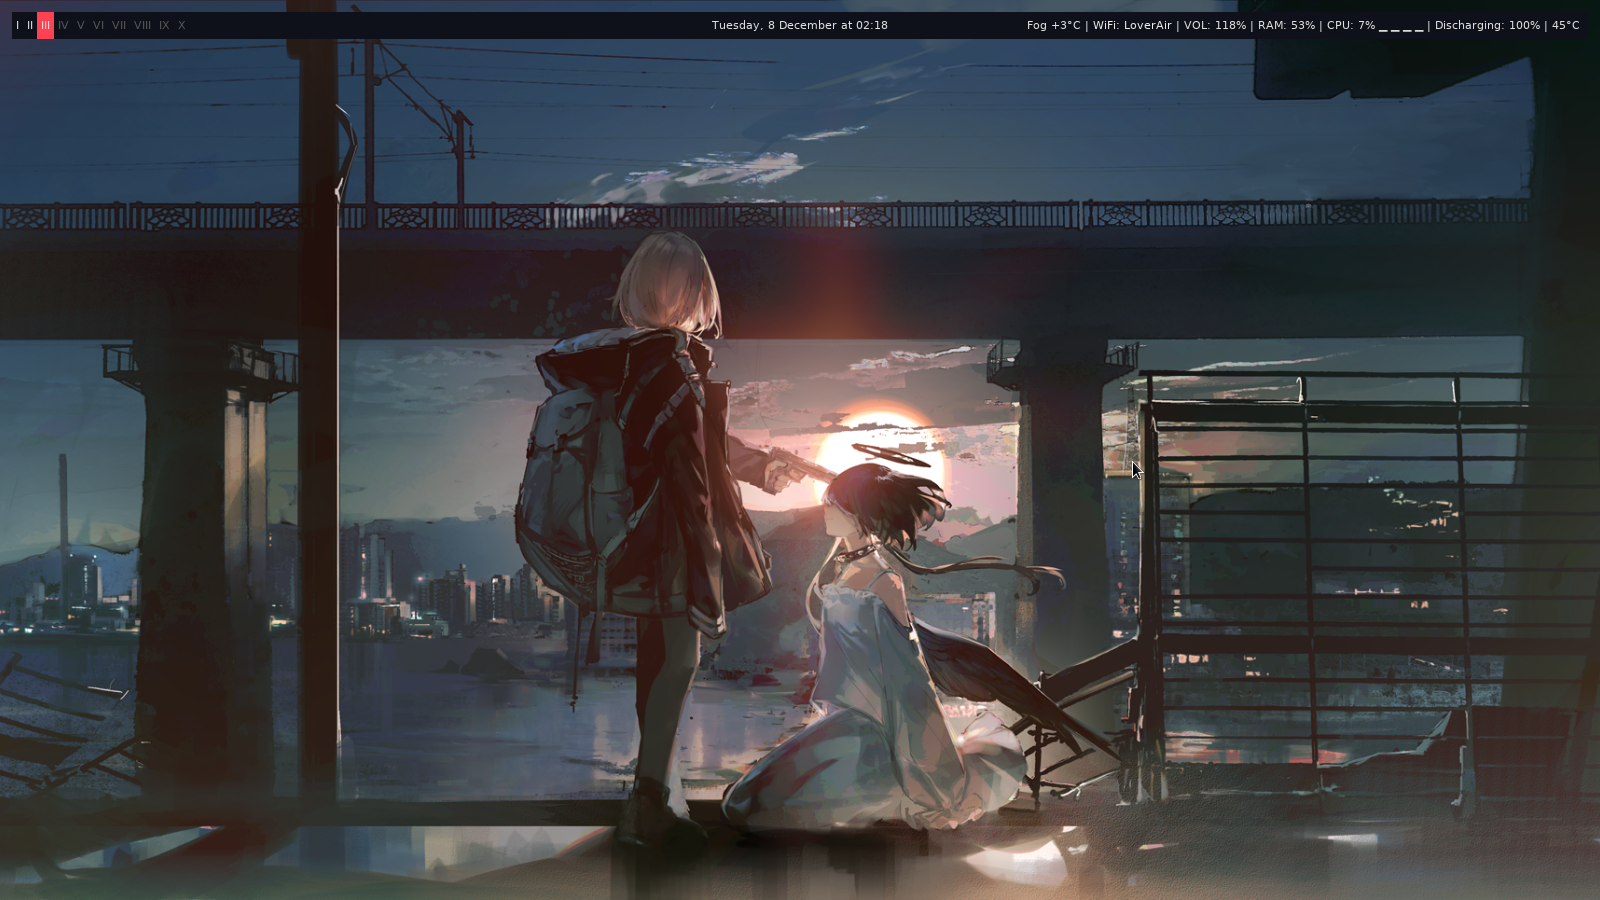 I II III IV V VI VII VIII IX X
Tuesday, 8 December at 02:18
Fog +3°C | WiFi: LoverAir | VOL: 118% | RAM: 53% | CPU: 7% ▁▁▁▁ | Discharging: 100% | 45°C